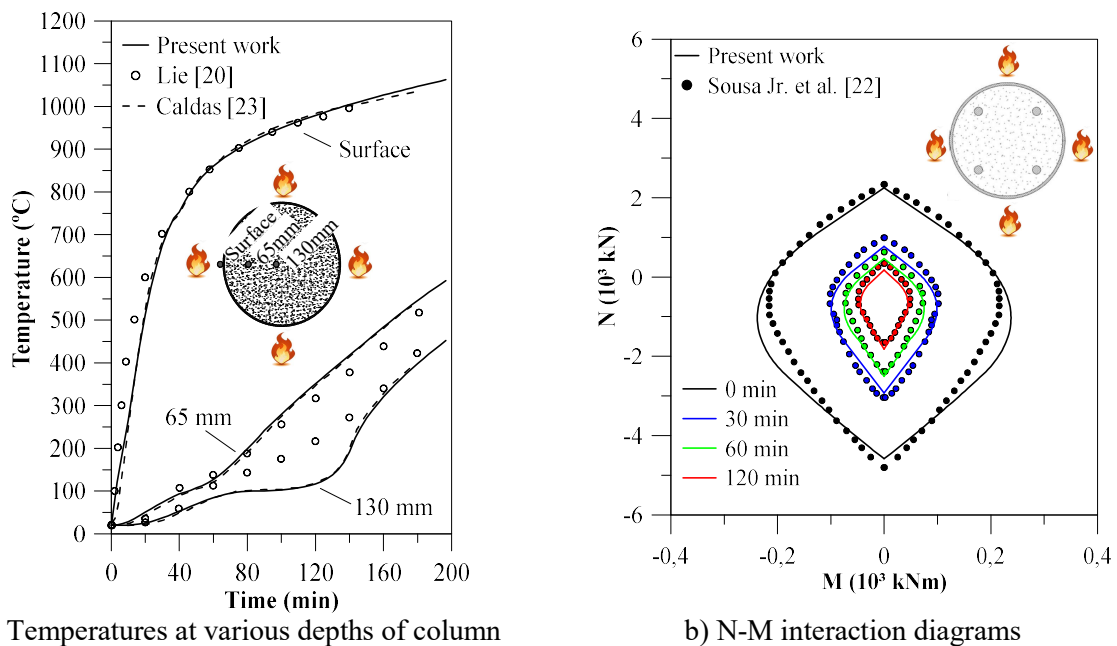 1200
1100
1000
900
800
700
600
500
400
300
200
100
0
Temperature (ºC)
Present work
Lie [20]
Caldas [23]
Surface
Surface
65mm
130mm
65 mm
130 mm
0
40
80
120
160
200
Time (min)
Temperatures at various depths of column
6
4
2
0
-2
-4
-6
N (10³ kN)
Present work
Sousa Jr. et al. [22]
0 min
30 min
60 min
120 min
-0,4
-0,2
0
0,2
0,4
M (10³ kNm)
b) N-M interaction diagrams